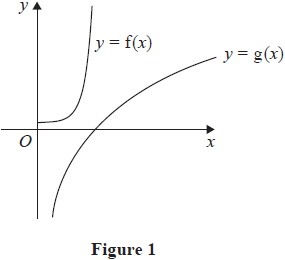 y
y = f(x)
y = g(x)
O
x
Figure 1